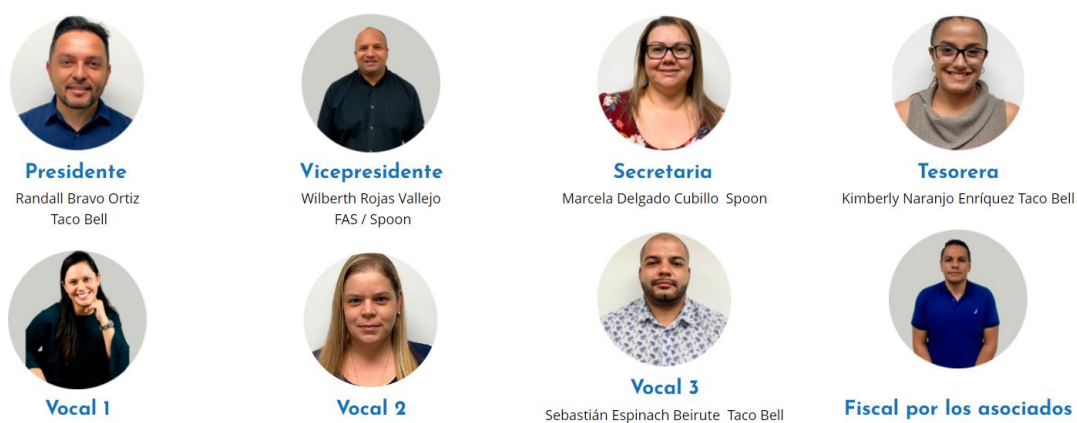 Presidente
Randall Bravo Ortiz
Taco Bell
Vicepresidente
Wilberth Rojas Vallejo
FAS / Spoon
Secretaria
Marcela Delgado Cubillo Spoon
Tesorera
Kimberly Naranjo Enríquez Taco Bell
Vocal 1
Vocal 2
Vocal 3
Sebastián Espinach Beirute Taco Bell
Fiscal por los asociados